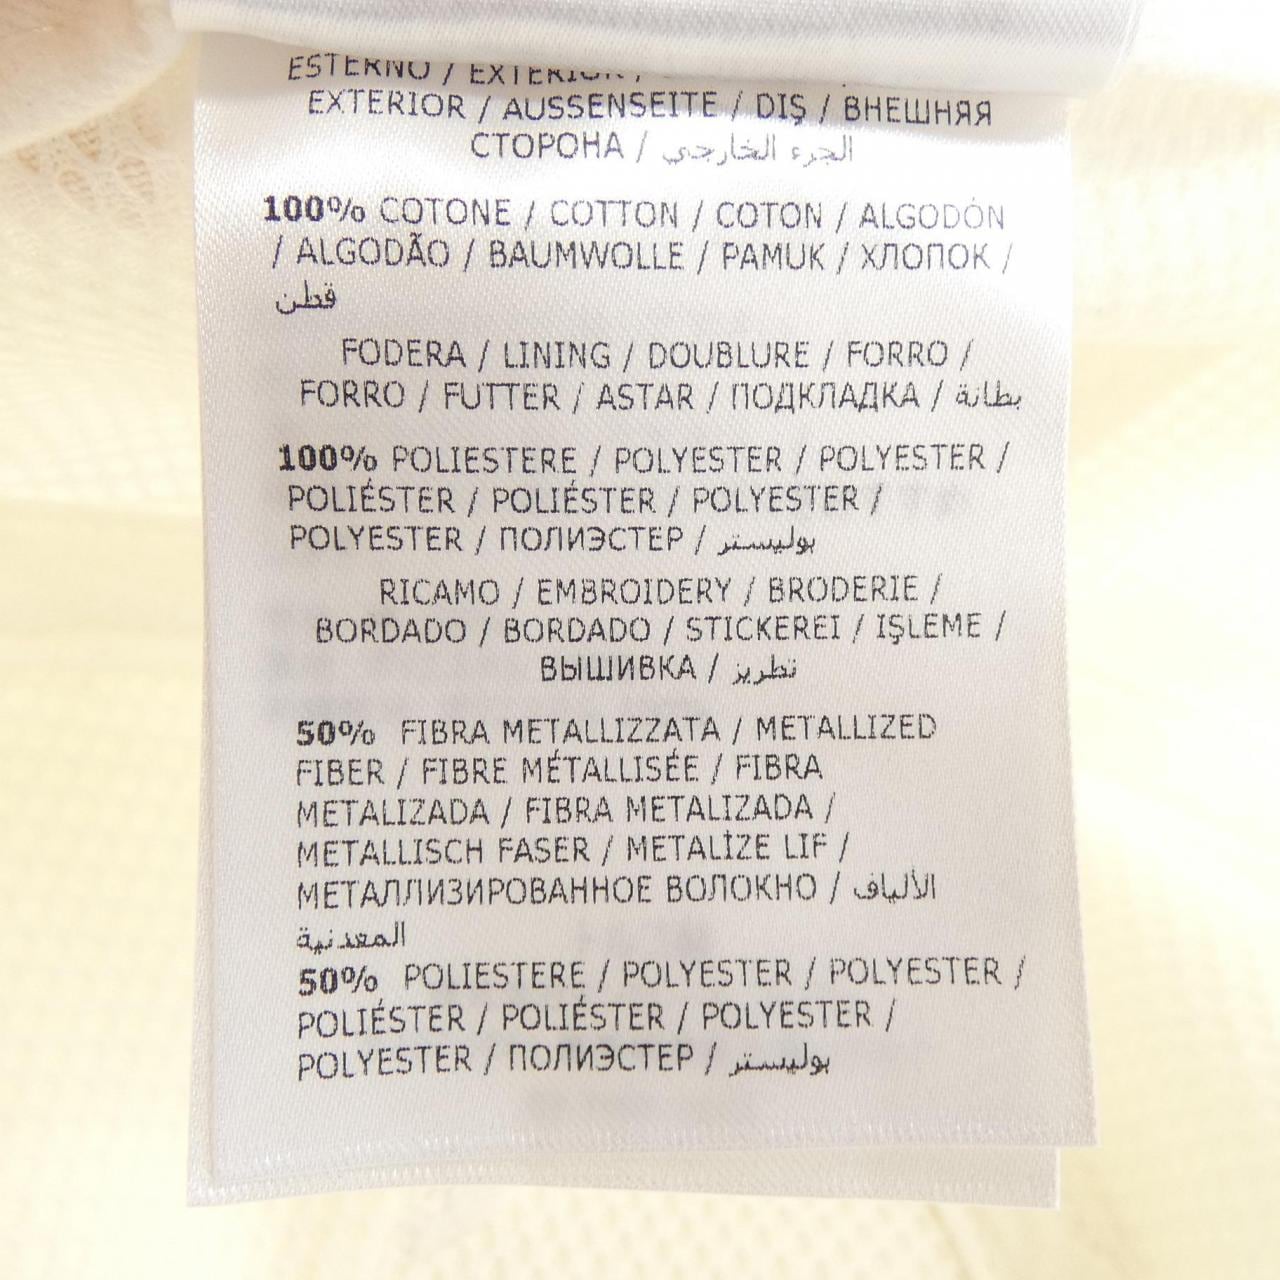 ESTERNO / EXTERIOR /
EXTERIOR / AUSSENSEITE / DIŞ / ВНЕШНЯЯ
СТОРОНА / الجزء الخارجي
100% COTONE / COTTON / COTON / ALGODÓN
/ ALGODÃO / BAUMWOLLE / PAMUK / ХЛОПОК /
قطن
FODERA / LINING / DOUBLURE / FORRO /
FORRO / FUTTER / ASTAR / ПОДКЛАДКА / بطانة
100% POLIESTERE / POLYESTER / POLYESTER /
POLIÉSTER / POLIÉSTER / POLYESTER /
POLYESTER / ПОЛИЭСТЕР / بوليستر
RICAMO / EMBROIDERY / BRODERIE /
BORDADO / BORDADO / STICKEREI / IŞLEME /
ВЫШИВКА / تطريز
50% FIBRA METALLIZZATA / METALLIZED
FIBER / FIBRE MÉTALLISÉE / FIBRA
METALIZADA / FIBRA METALIZADA /
METALLISCH FASER / METALİZE LIF /
МЕТАЛЛИЗИРОВАННОЕ ВОЛОКНО / الألياف
المعدنية
50% POLIESTERE / POLYESTER / POLYESTER /
POLIÉSTER / POLIÉSTER / POLYESTER /
POLYESTER / ПОЛИЭСТЕР / بوليستر